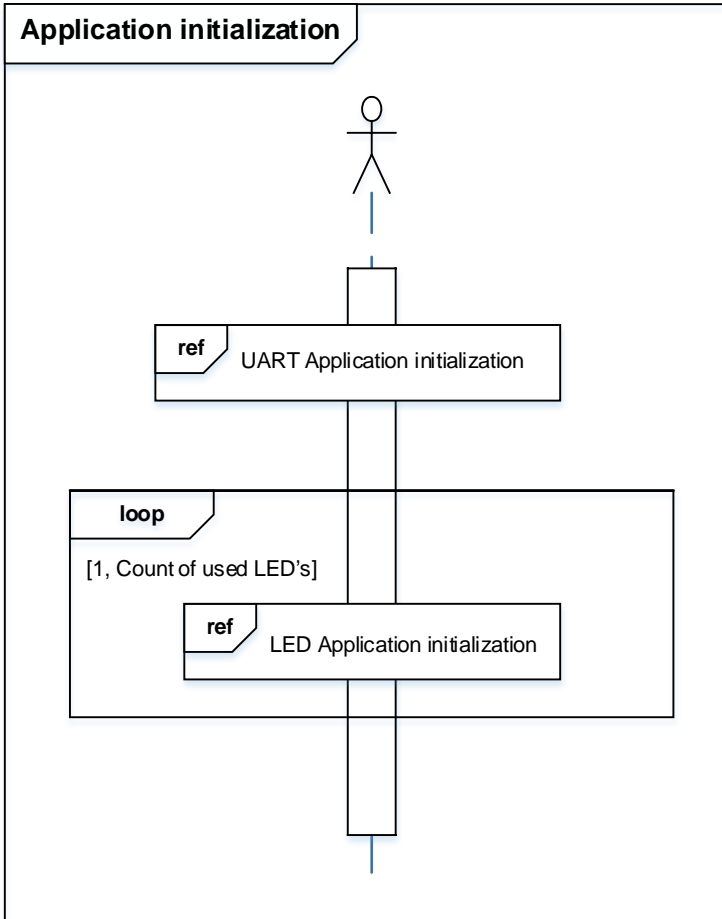 Application initialization
ref
UART Application initialization
loop
[1, Count of used LED’s]
ref
LED Application initialization